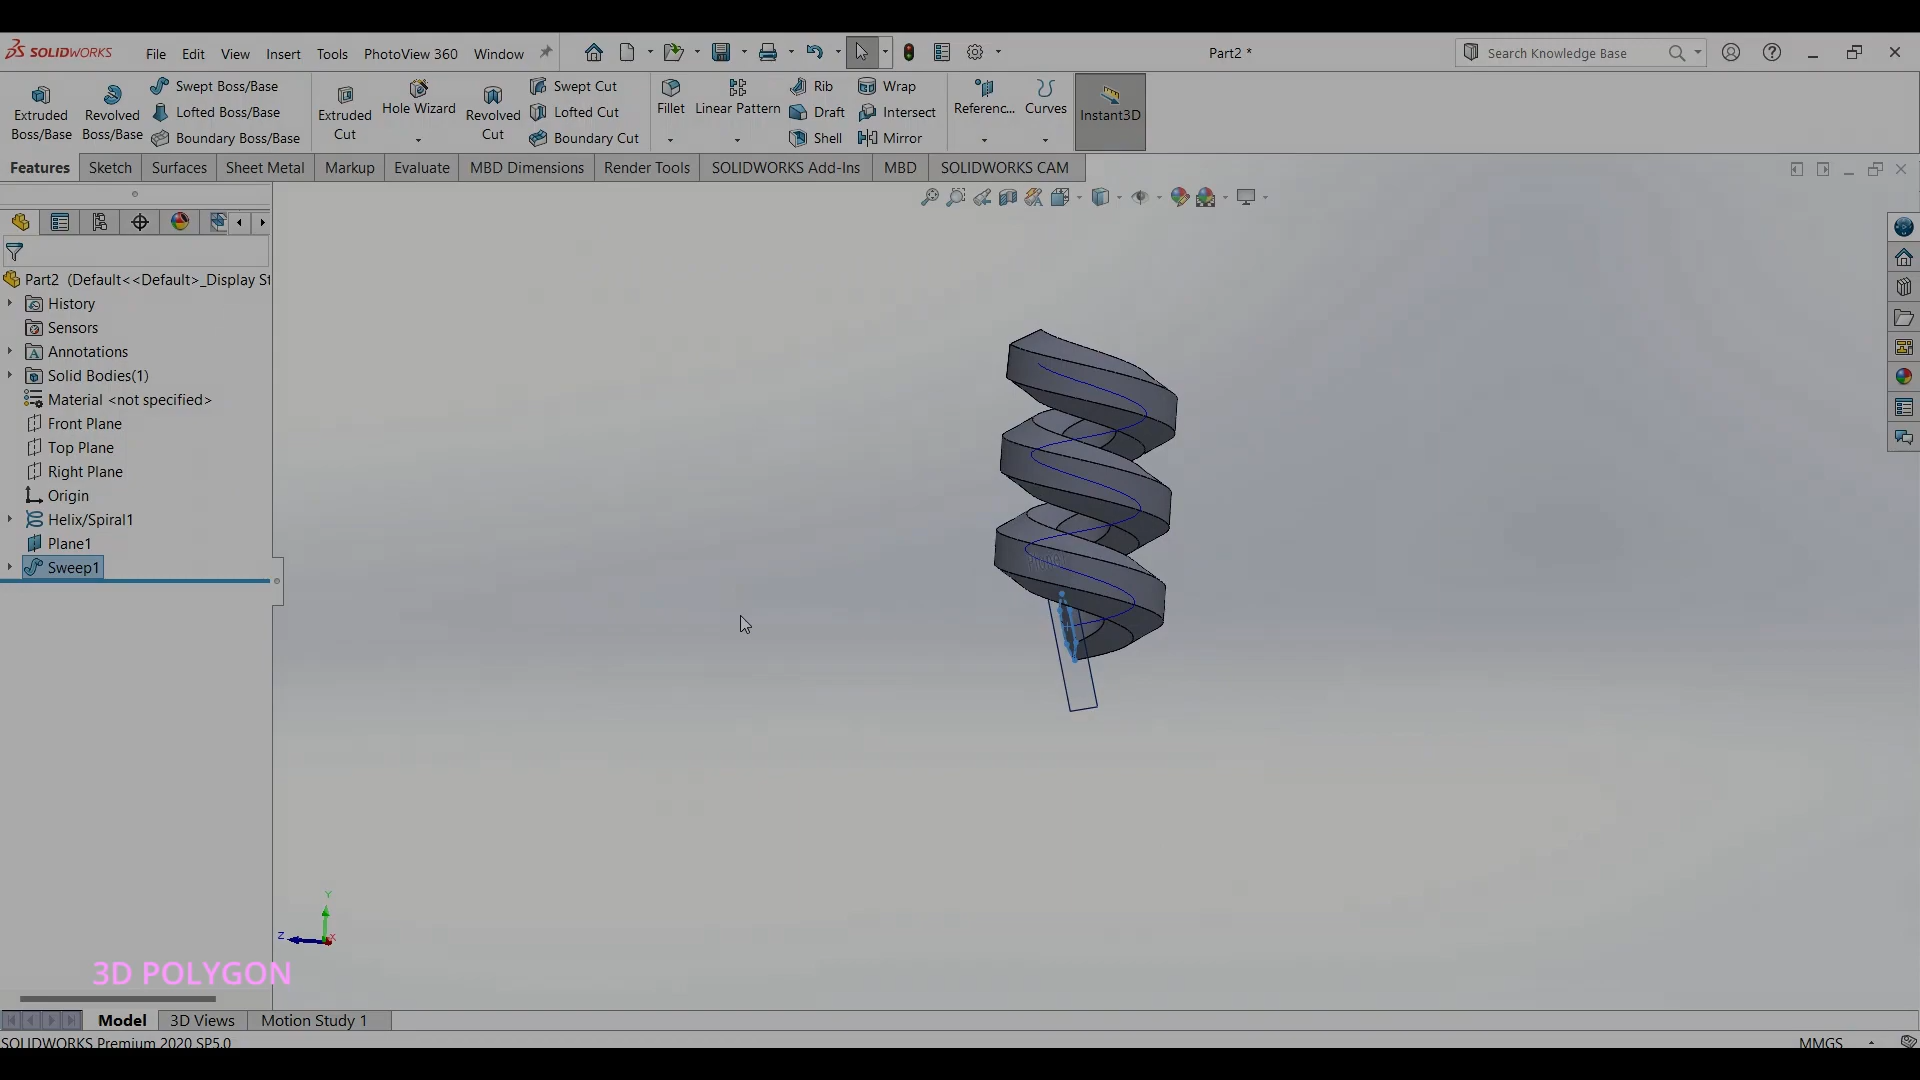 SOLIDWORKS File Edit View Insert Tools PhotoView 360 Window Part2 * Search Knowledge Base
Extruded Boss/Base
Revolved Boss/Base
Swept Boss/Base
Lofted Boss/Base
Boundary Boss/Base
Extruded Cut
Hole Wizard
Revolved Cut
Swept Cut
Lofted Cut
Boundary Cut
Fillet
Linear Pattern
Rib
Draft
Shell
Wrap
Intersect
Mirror
Referenc...
Curves
Instant3D
Features Sketch Surfaces Sheet Metal Markup Evaluate MBD Dimensions Render Tools SOLIDWORKS Add-Ins MBD SOLIDWORKS CAM
Part2 (Default<<Default>_Display St
History
Sensors
Annotations
Solid Bodies(1)
Material <not specified>
Front Plane
Top Plane
Right Plane
Origin
Helix/Spiral1
Plane1
Sweep1
Y
Z
X
3D POLYGON
Model 3D Views Motion Study 1
SOLIDWORKS Premium 2020 SP5.0 MMGS